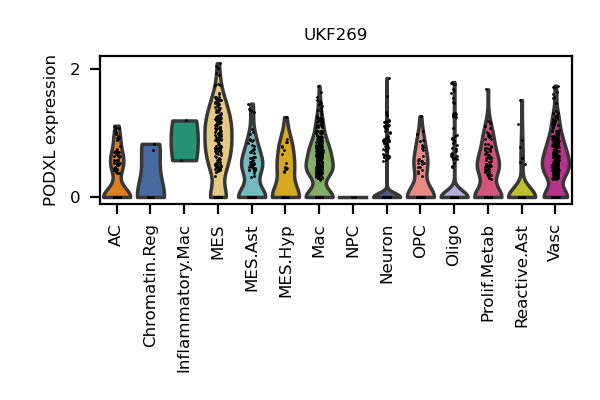 UKF269
PODXL expression
2
0
AC
Chromatin.Reg
Inflammatory.Mac
MES
MES.Ast
MES.Hyp
Mac
NPC
Neuron
OPC
Oligo
Prolif.Metab
Reactive.Ast
Vasc